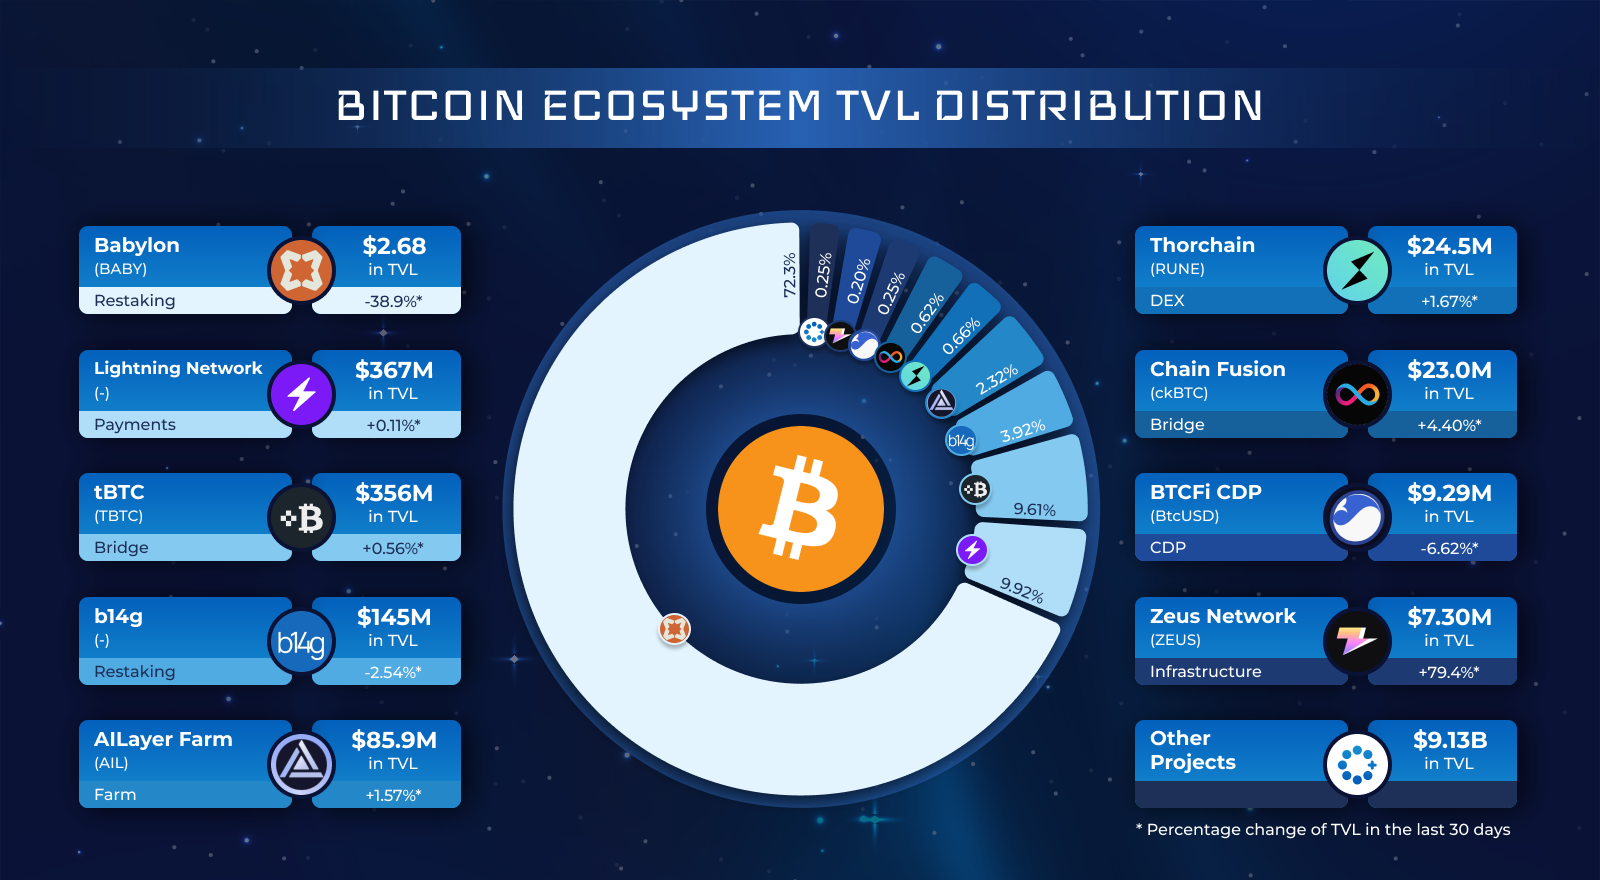 BITCOIN ECOSYSTEM TVL DISTRIBUTION
Babylon
(BABY)
Restaking
$2.68
in TVL
-38.9%*
Lightning Network
(-)
Payments
$367M
in TVL
+0.11%*
tBTC
(TBTC)
Bridge
$356M
in TVL
+0.56%*
b14g
(-)
Restaking
b14g
$145M
in TVL
-2.54%*
AILayer Farm
(AIL)
Farm
$85.9M
in TVL
+1.57%*
72.3%
0.25%
0.20%
0.25%
0.62%
0.66%
2.32%
3.92%
b14g
9.61%
9.92%
Thorchain
(RUNE)
DEX
$24.5M
in TVL
+1.67%*
Chain Fusion
(ckBTC)
Bridge
$23.0M
in TVL
+4.40%*
BTCFi CDP
(BtcUSD)
CDP
$9.29M
in TVL
-6.62%*
Zeus Network
(ZEUS)
Infrastructure
$7.30M
in TVL
+79.4%*
Other
Projects
$9.13B
in TVL
* Percentage change of TVL in the last 30 days